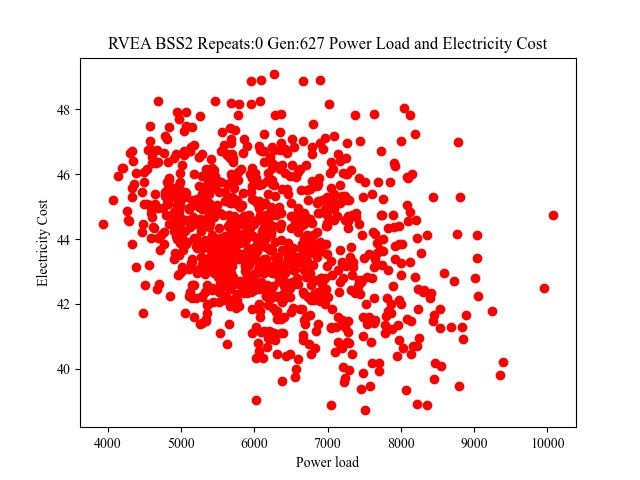 RVEA BSS2 Repeats:0 Gen:627 Power Load and Electricity Cost
48
46
44
42
40
Electricity Cost
4000 5000 6000 7000 8000 9000 10000
Power load